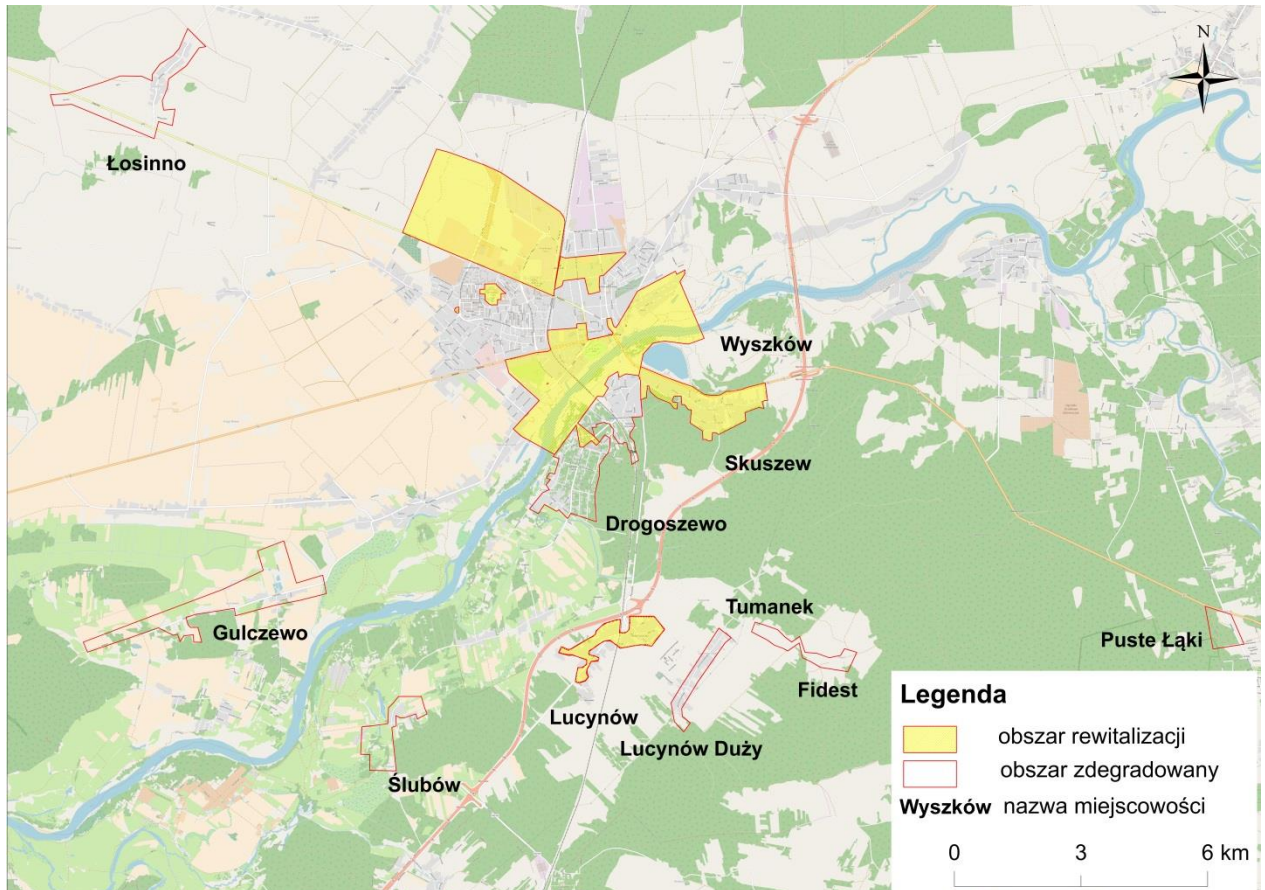 N
Łosinno
Wyszków
Skuszew
Drogoszewo
Tumanek
Gulczewo
Puste Łąki
Fidest
Lucynów
Lucynów Duży
Ślubów
Legenda
obszar rewitalizacji
obszar zdegradowany
Wyszków nazwa miejscowości
0 3 6 km